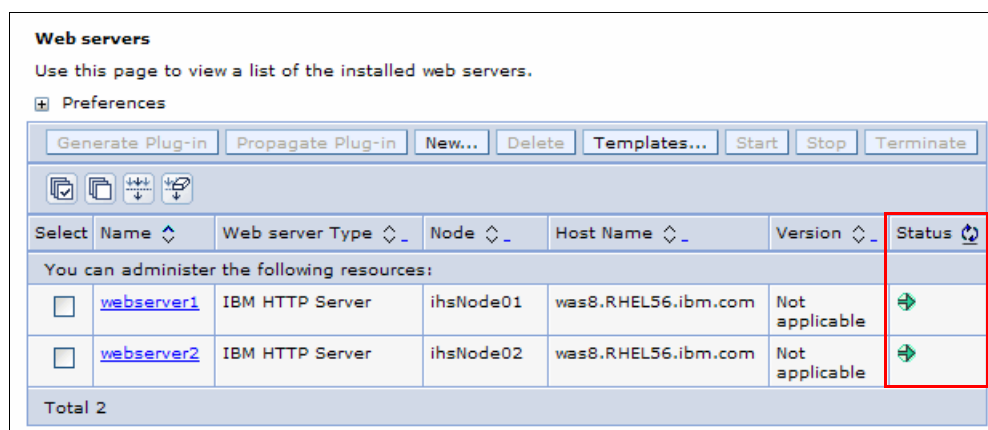 Web servers
Use this page to view a list of the installed web servers.
Preferences
Generate Plug-in Propagate Plug-in New... Delete Templates... Start Stop Terminate
Select Name Web server Type Node Host Name Version Status
You can administer the following resources:
webserver1 IBM HTTP Server ihsNode01 was8.RHEL56.ibm.com Not applicable
webserver2 IBM HTTP Server ihsNode02 was8.RHEL56.ibm.com Not applicable
Total 2